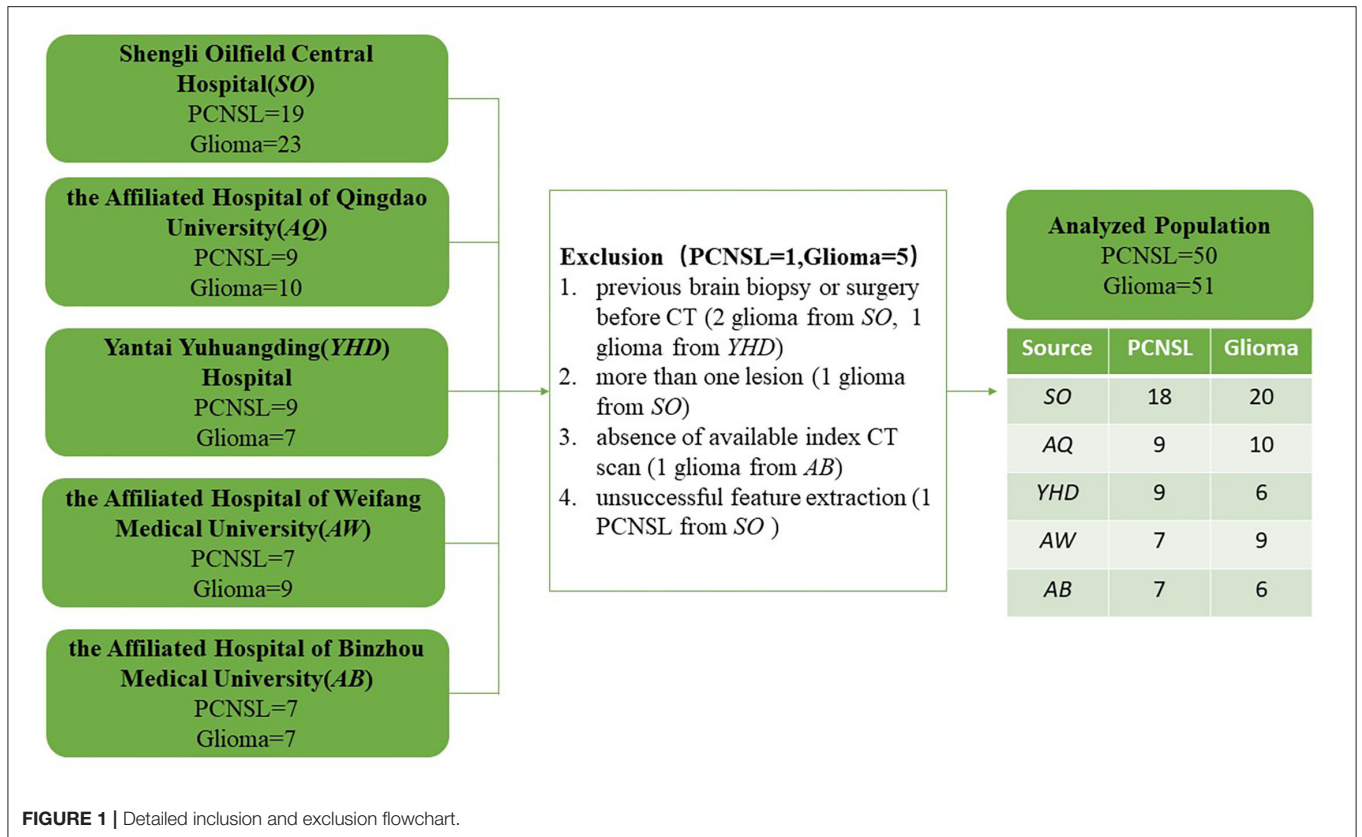 Shengli Oilfield Central
Hospital(SO)
PCNSL=19
Glioma=23
the Affiliated Hospital of Qingdao
University(AQ)
PCNSL=9
Glioma=10
Yantai Yuhuangding(YHD)
Hospital
PCNSL=9
Glioma=7
the Affiliated Hospital of Weifang
Medical University(AW)
PCNSL=7
Glioma=9
the Affiliated Hospital of Binzhou
Medical University(AB)
PCNSL=7
Glioma=7
Exclusion（PCNSL=1,Glioma=5）
1. previous brain biopsy or surgery
before CT (2 glioma from SO, 1
glioma from YHD)
2. more than one lesion (1 glioma
from SO)
3. absence of available index CT
scan (1 glioma from AB)
4. unsuccessful feature extraction (1
PCNSL from SO )
Analyzed Population
PCNSL=50
Glioma=51
Source PCNSL Glioma
SO 18 20
AQ 9 10
YHD 9 6
AW 7 9
AB 7 6
FIGURE 1 | Detailed inclusion and exclusion flowchart.